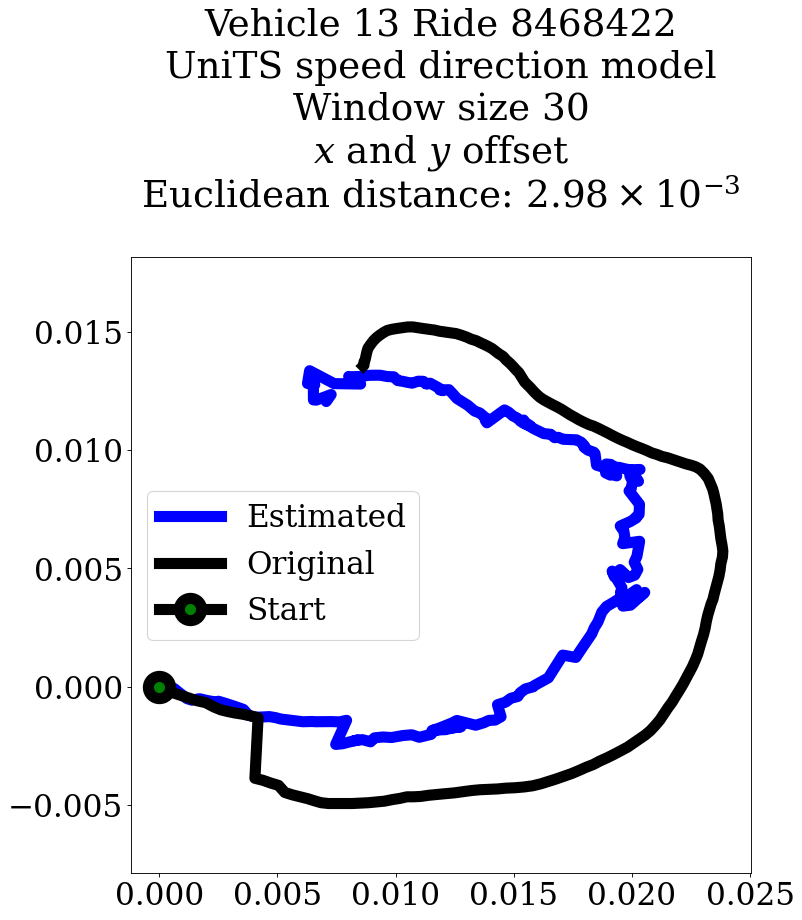 Vehicle 13 Ride 8468422
UniTS speed direction model
Window size 30
x and y offset
Euclidean distance: 2.98 × 10⁻³
0.015
0.010
0.005
0.000
−0.005
Estimated
Original
Start
0.000 0.005 0.010 0.015 0.020 0.025